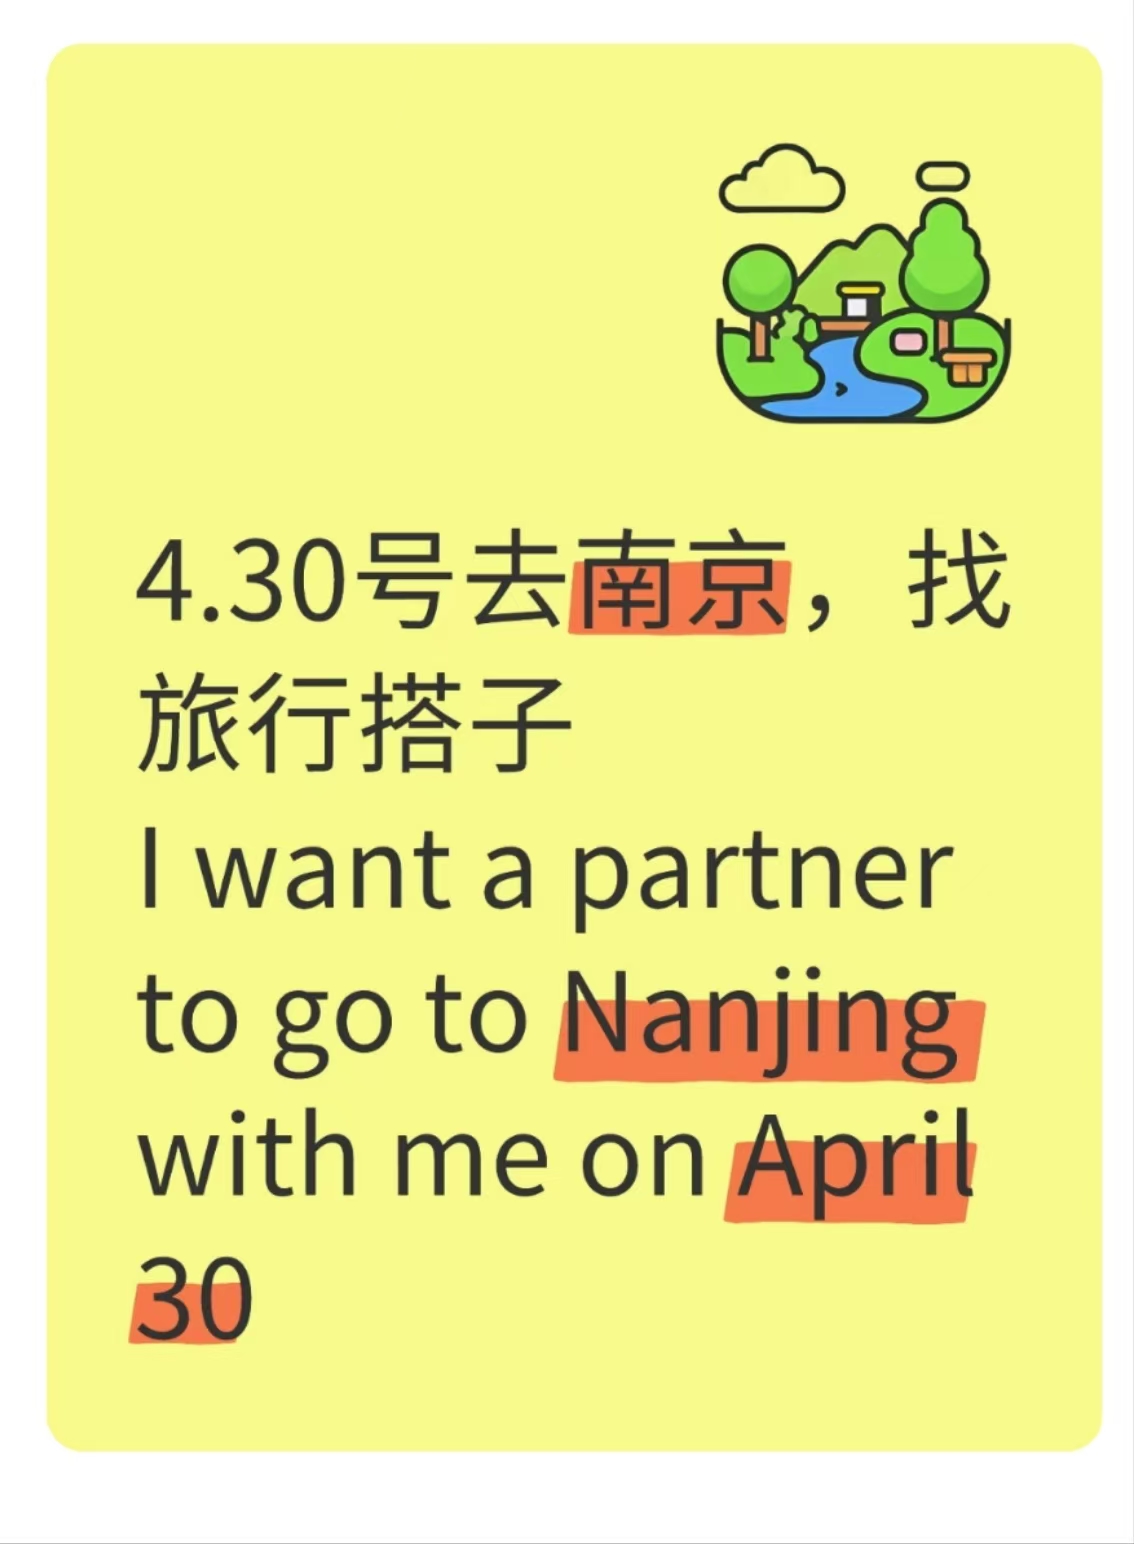 4.30号去南京，找
旅行搭子
I want a partner
to go to Nanjing
with me on April
30